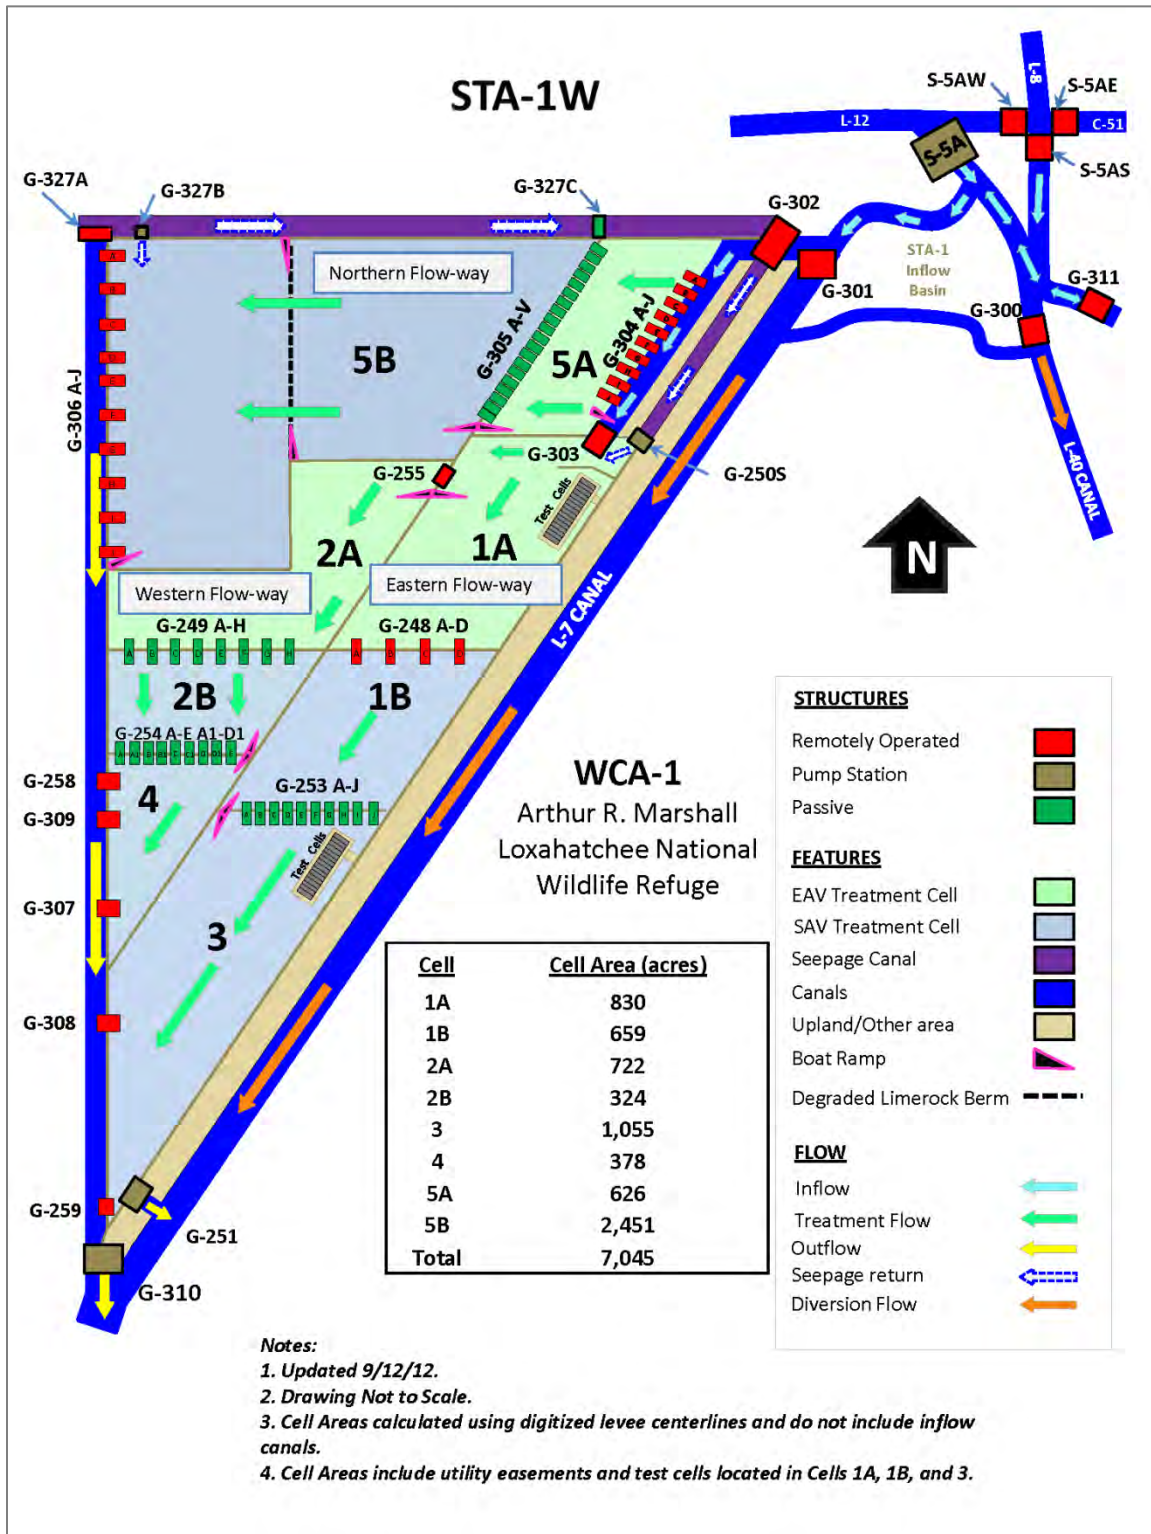 STA-1W
L-8
S-5AW
S-5AE
L-12
C-51
S-5A
S-5AS
G-327A
G-327B
G-327C
G-302
STA-1
Inflow
Basin
G-301
G-311
G-300
Northern Flow-way
G-305 A-V
G-304 A-J
5B
5A
G-306 A-J
G-303
G-255
G-250S
L-40 CANAL
Test Cells
2A
1A
N
Western Flow-way
Eastern Flow-way
L-7 CANAL
G-249 A-H
G-248 A-D
A B C D E F G H
2B
1B
G-254 A-E A1-D1
G-258
G-309
4
G-253 A-J
A B C D E F G H I J
Test Cells
G-307
3
G-308
G-259
G-251
G-310
WCA-1
Arthur R. Marshall
Loxahatchee National
Wildlife Refuge
Cell Cell Area (acres)
1A 830
1B 659
2A 722
2B 324
3 1,055
4 378
5A 626
5B 2,451
Total 7,045
STRUCTURES
Remotely Operated
Pump Station
Passive
FEATURES
EAV Treatment Cell
SAV Treatment Cell
Seepage Canal
Canals
Upland/Other area
Boat Ramp
Degraded Limerock Berm
FLOW
Inflow
Treatment Flow
Outflow
Seepage return
Diversion Flow
Notes:
1. Updated 9/12/12.
2. Drawing Not to Scale.
3. Cell Areas calculated using digitized levee centerlines and do not include inflow
canals.
4. Cell Areas include utility easements and test cells located in Cells 1A, 1B, and 3.